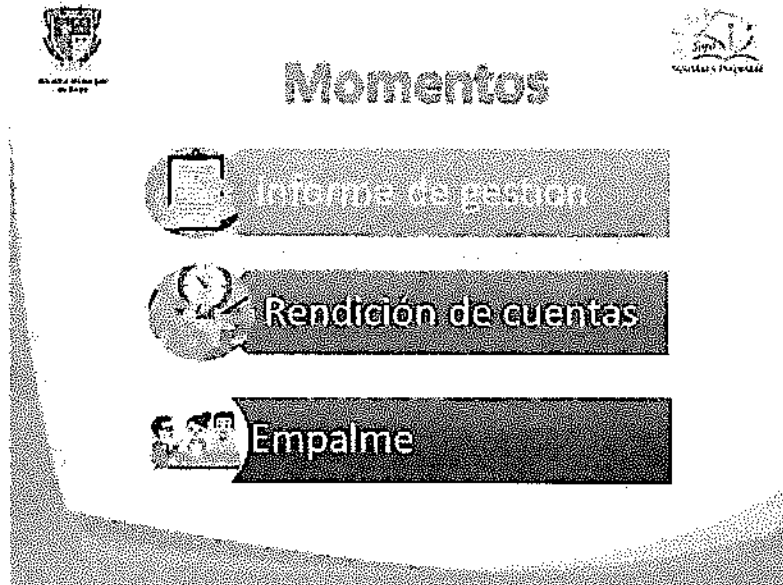 Momentos
Informe de gestión
Rendición de cuentas
Empalme